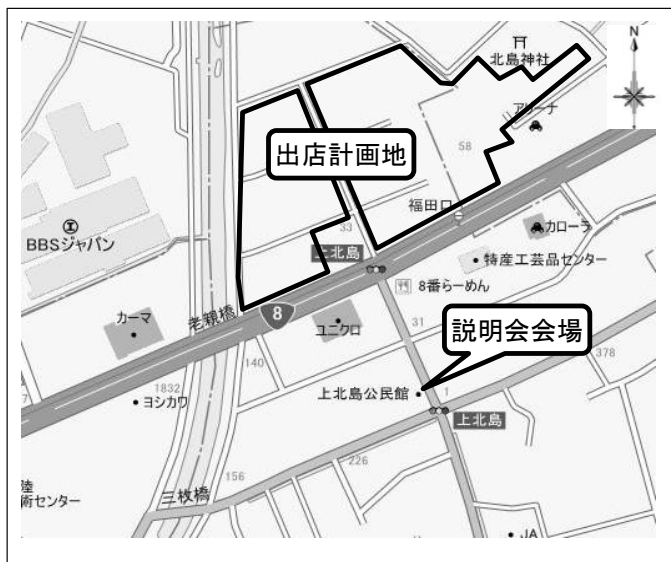 N
北島神社
アリーナ
出店計画地
58
BBSジャパン
福田口
33
カローラ
上北島
特産工芸品センター
8番らーめん
8
カーマ
老親橋
ユニクロ
31
説明会会場
378
140
1832
ヨシカワ
上北島公民館
1
上北島
156
226
三枚橋
陸
術センター
JA